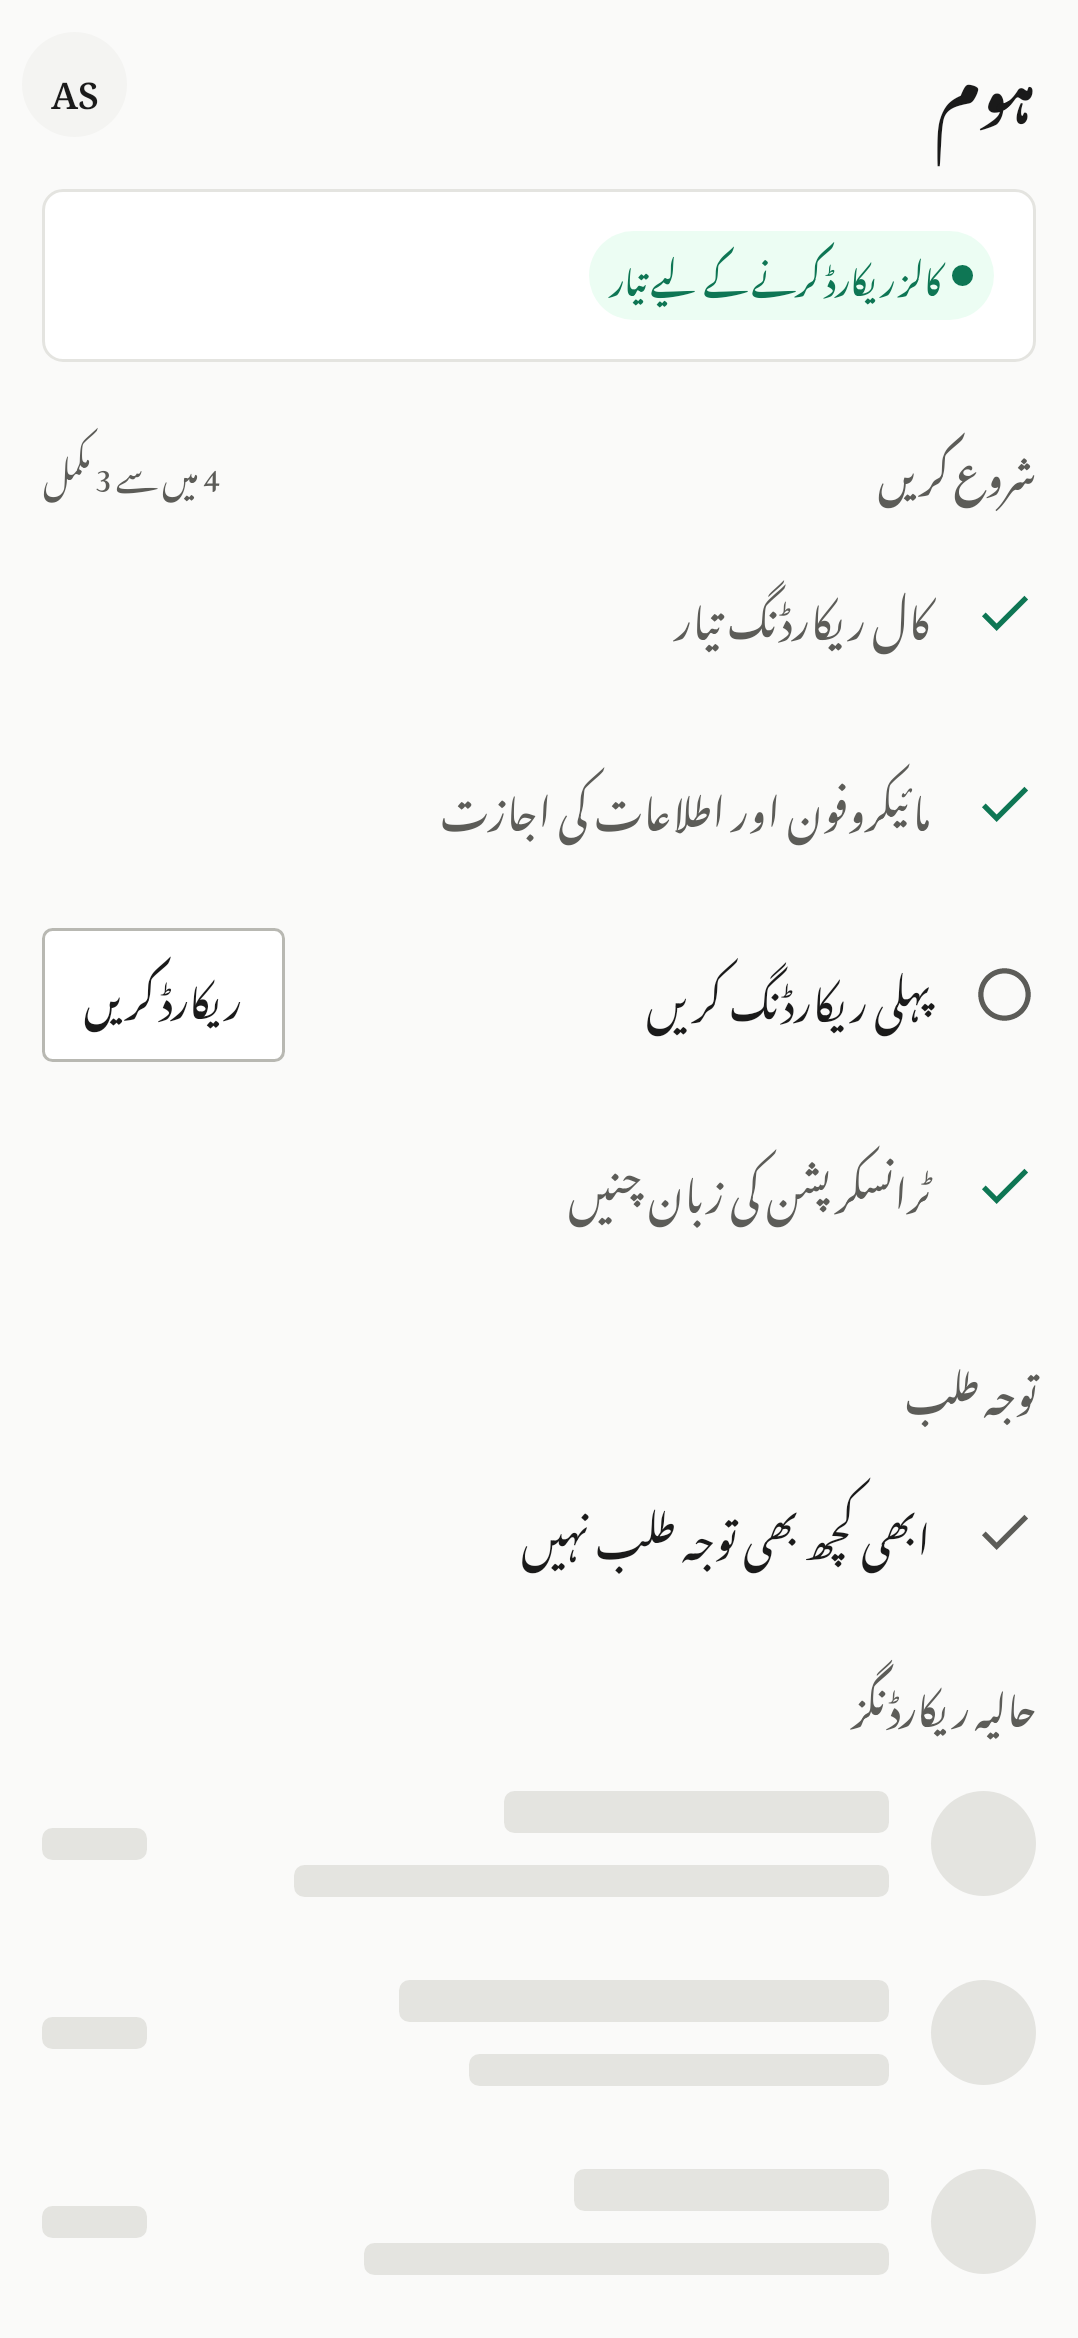 ہوم
AS
کالز ریکارڈ کرنے کے لیے تیار
شروع کریں
4 میں سے 3 مکمل
کال ریکارڈنگ تیار
مائیکروفون اور اطلاعات کی اجازت
پہلی ریکارڈنگ کریں
ریکارڈ کریں
ٹرانسکرپشن کی زبان چنیں
توجہ طلب
ابھی کچھ بھی توجہ طلب نہیں
حالیہ ریکارڈنگز